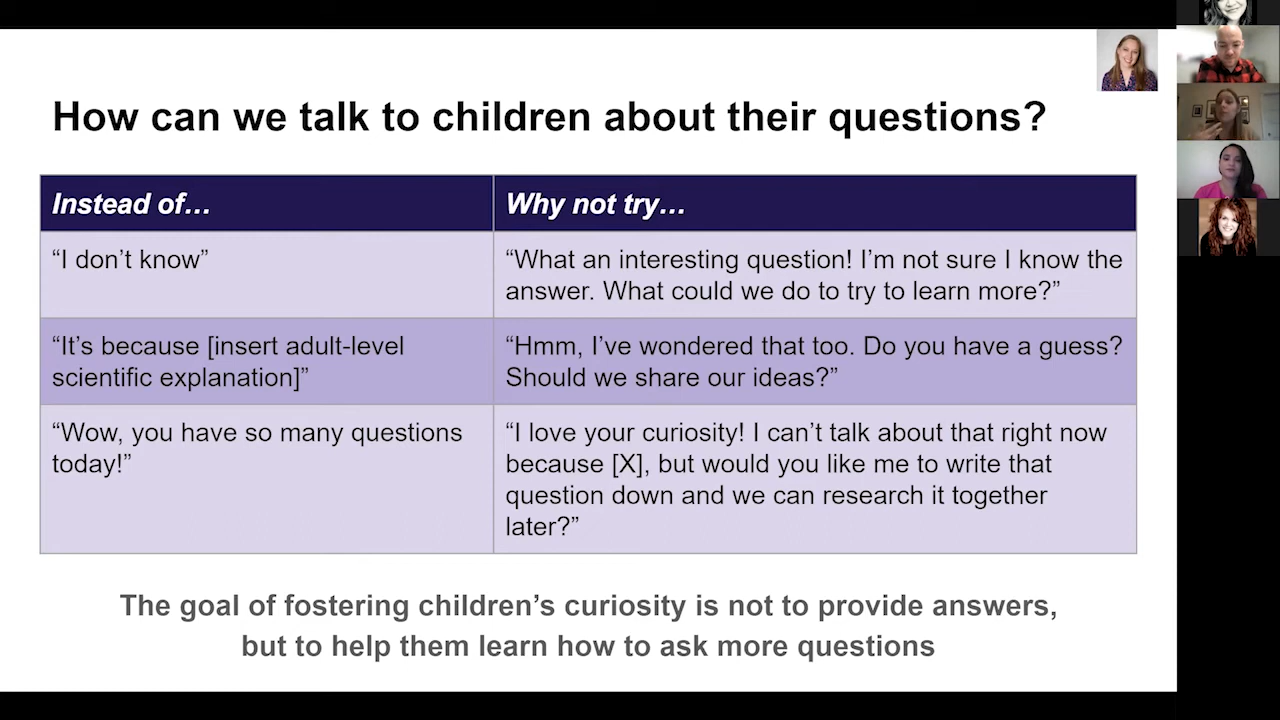 How can we talk to children about their questions?
Instead of…
Why not try…
“I don’t know”
“What an interesting question! I’m not sure I know the
answer. What could we do to try to learn more?”
“It’s because [insert adult-level
scientific explanation]”
“Hmm, I’ve wondered that too. Do you have a guess?
Should we share our ideas?”
“Wow, you have so many questions
today!”
“I love your curiosity! I can’t talk about that right now
because [X], but would you like me to write that
question down and we can research it together
later?”
The goal of fostering children’s curiosity is not to provide answers,
but to help them learn how to ask more questions